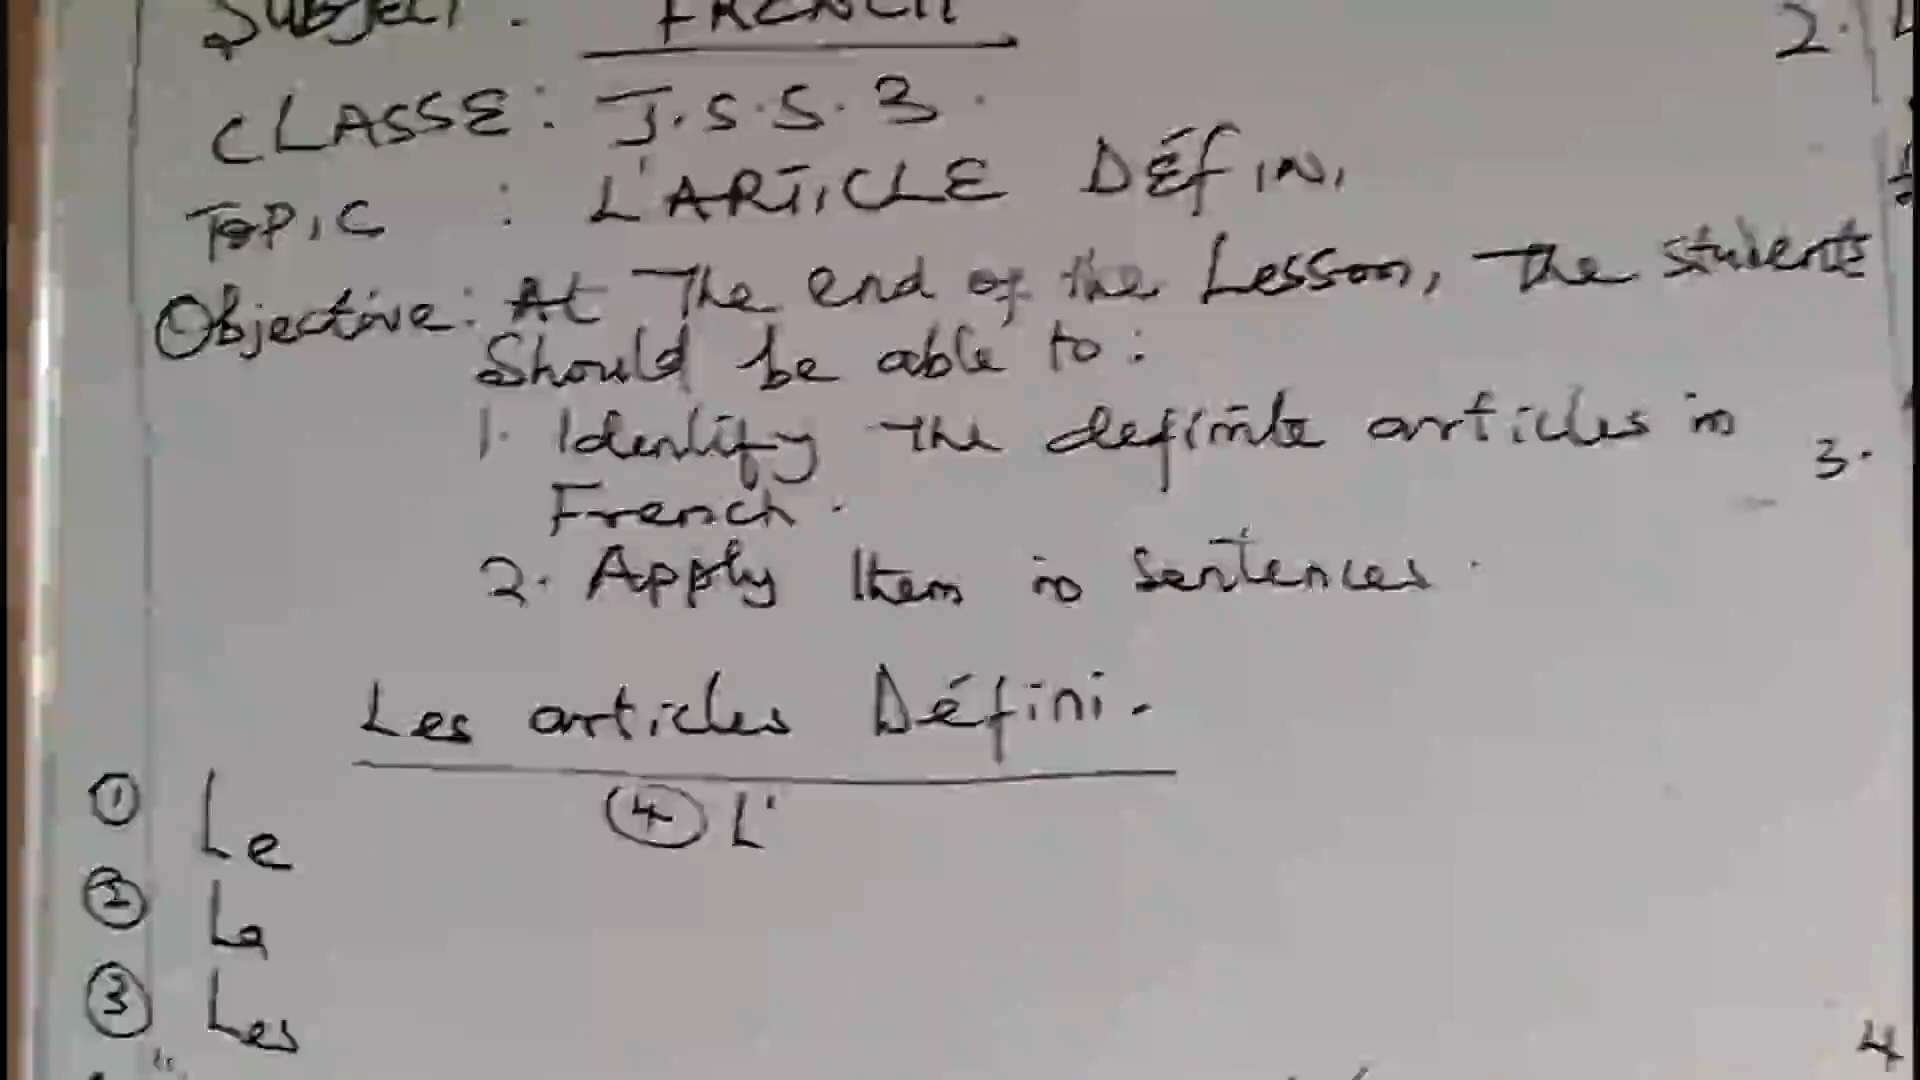 SUBJECT : FRENCH
CLASSE : J.S.S.3.
TOPIC : L'ARTICLE DÉFINI
Objective: At The end of the Lesson, The students
Should be able to :
1. Identify the definite articles in
French.
2. Apply them in sentences.
Les articles Défini.
① Le
④ L'
② La
③ Les
2.
3.
4